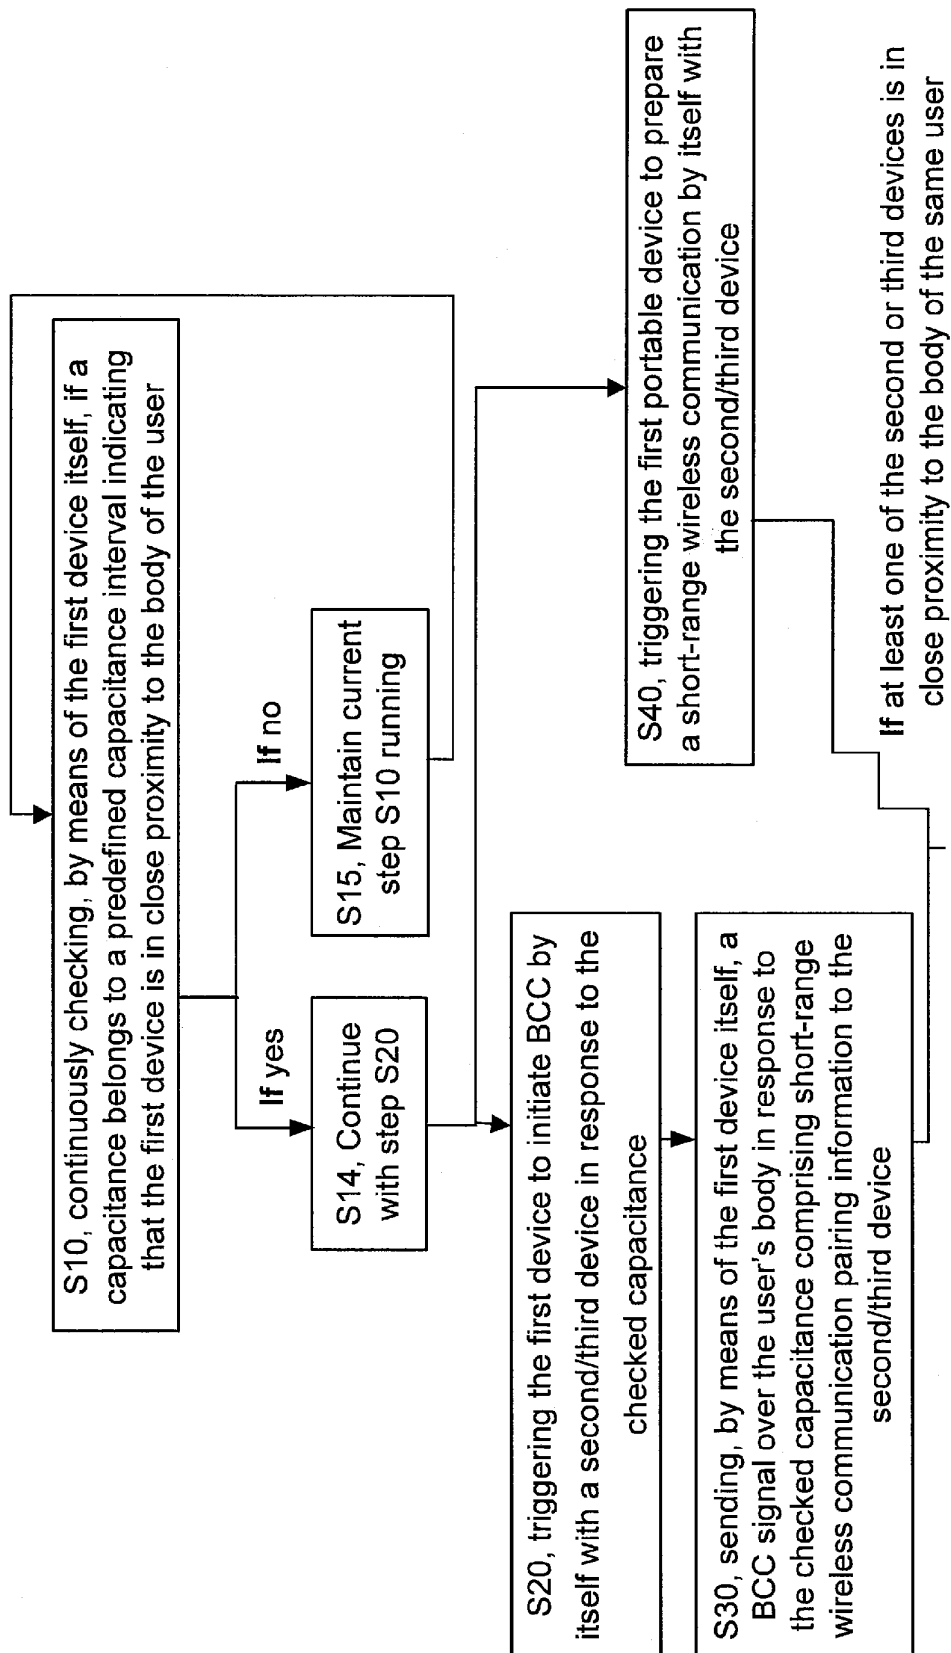 S10, continuously checking, by means of the first device itself, if a
capacitance belongs to a predefined capacitance interval indicating
that the first device is in close proximity to the body of the user
If yes
If no
S14, Continue
with step S20
S15, Maintain current
step S10 running
S20, triggering the first device to initiate BCC by
itself with a second/third device in response to the
checked capacitance
S40, triggering the first portable device to prepare
a short-range wireless communication by itself with
the second/third device
S30, sending, by means of the first device itself, a
BCC signal over the user's body in response to
the checked capacitance comprising short-range
wireless communication pairing information to the
second/third device
If at least one of the second or third devices is in
close proximity to the body of the same user